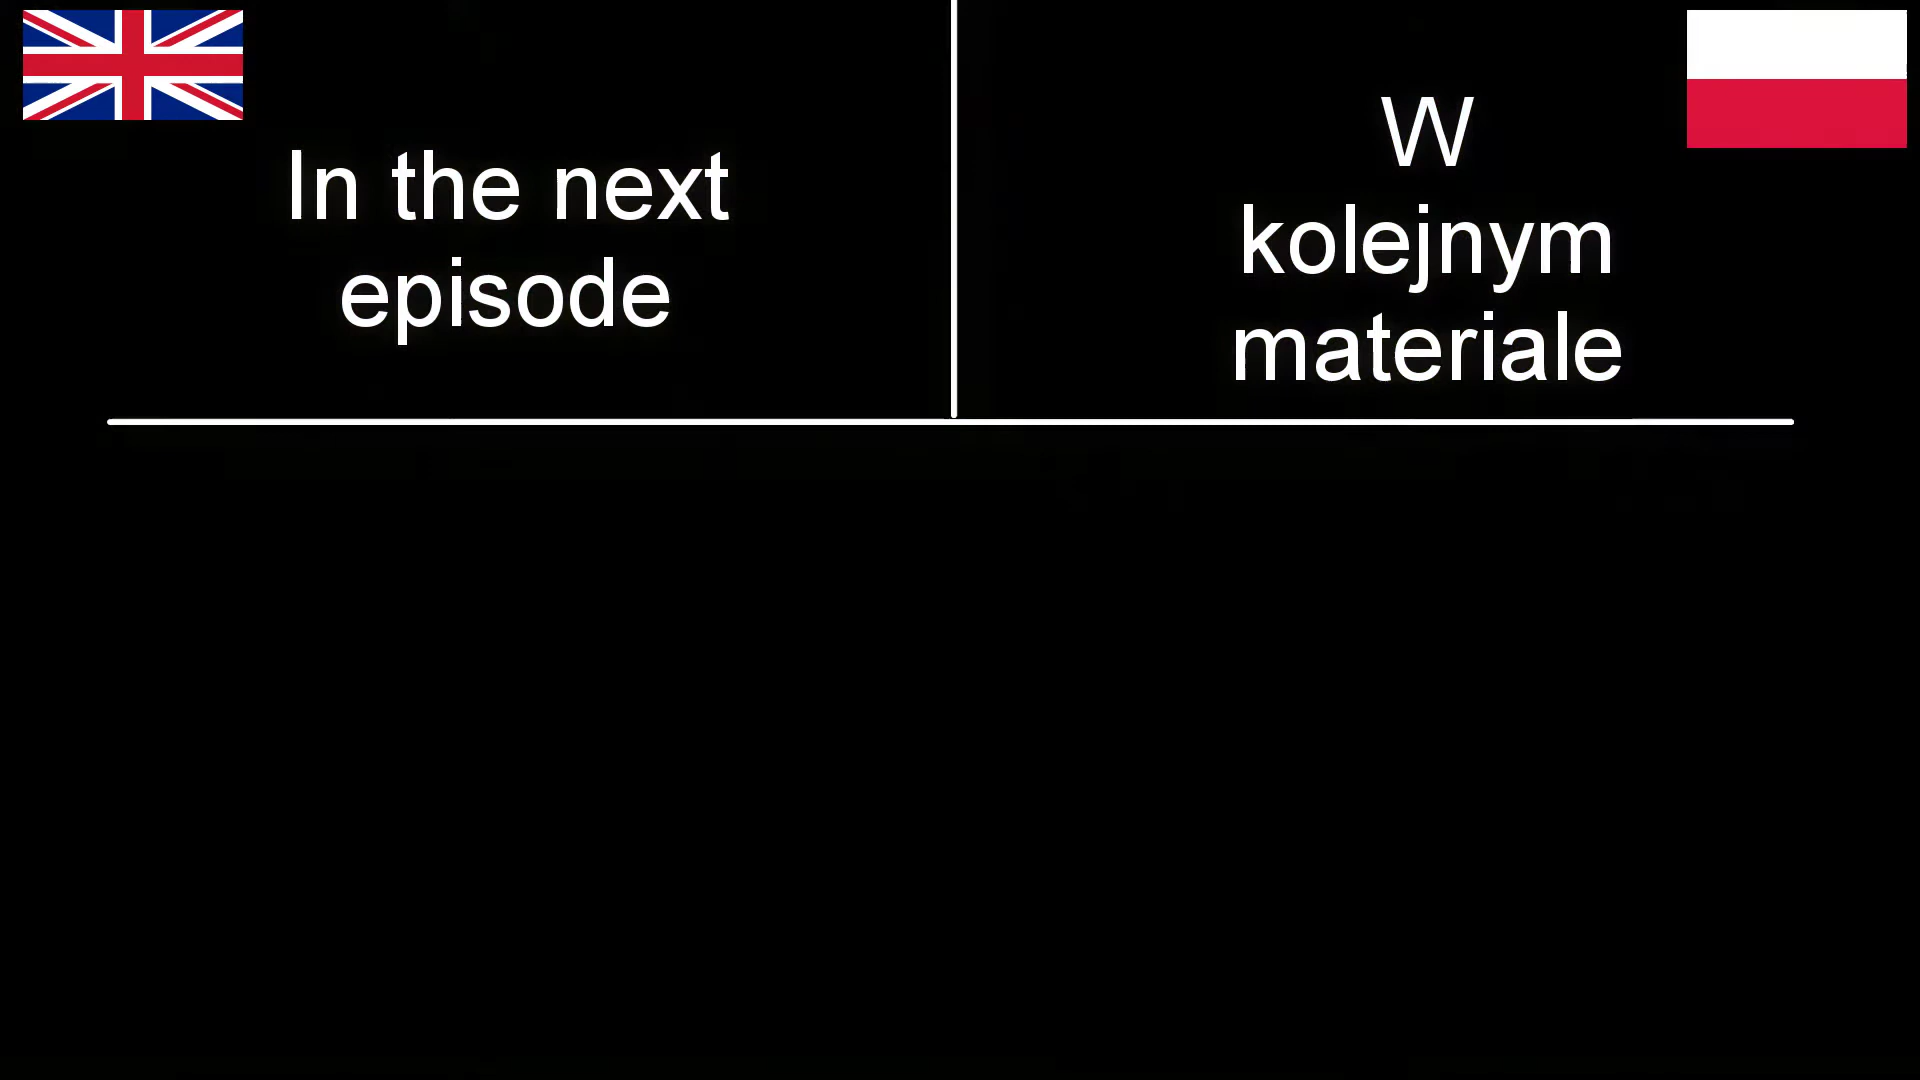 In the next
episode
W
kolejnym
materiale